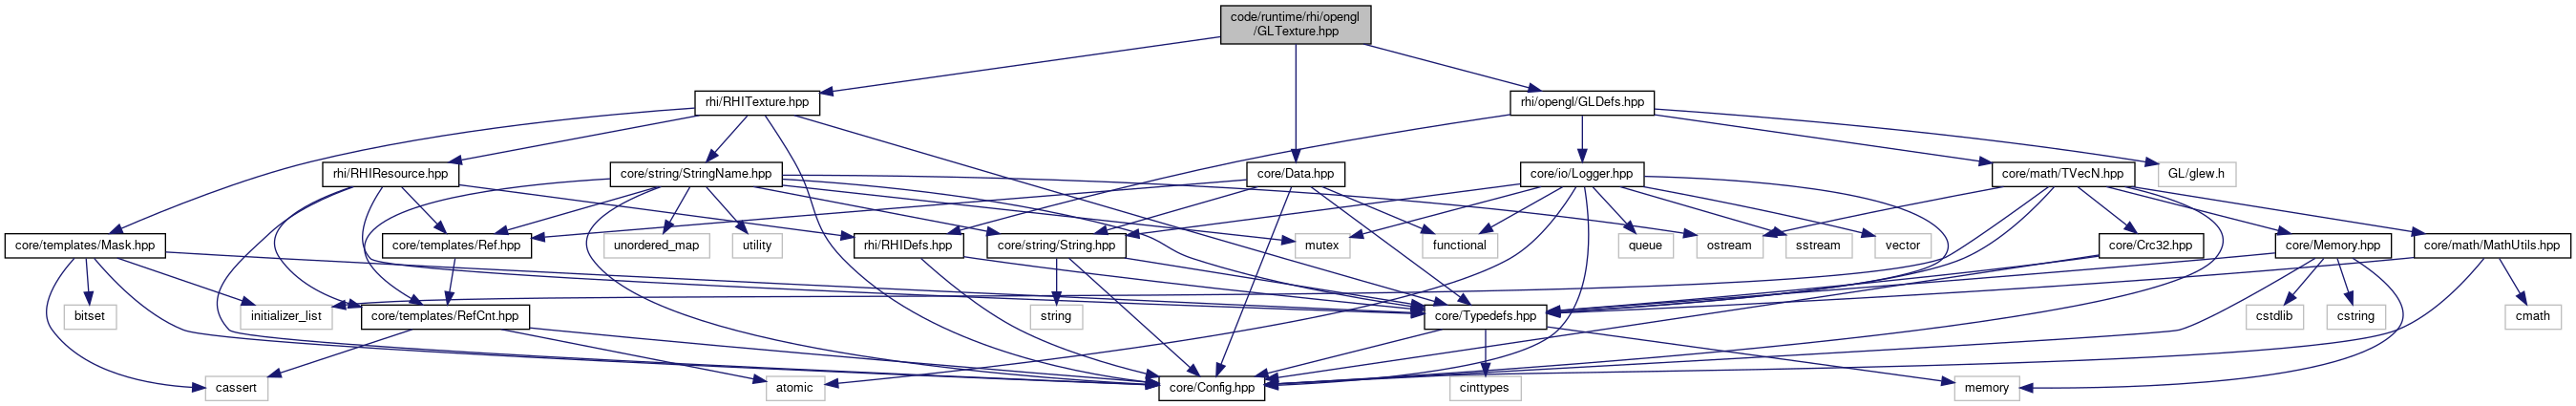 code/runtime/rhi/opengl
/GLTexture.hpp
rhi/RHITexture.hpp
rhi/opengl/GLDefs.hpp
rhi/RHIResource.hpp
core/string/StringName.hpp
core/Data.hpp
core/io/Logger.hpp
core/math/TVecN.hpp
GL/glew.h
core/templates/Mask.hpp
core/templates/Ref.hpp
unordered_map
utility
rhi/RHIDefs.hpp
core/string/String.hpp
mutex
functional
queue
ostream
sstream
vector
core/Crc32.hpp
core/Memory.hpp
core/math/MathUtils.hpp
bitset
initializer_list
core/templates/RefCnt.hpp
string
core/Typedefs.hpp
cstdlib
cstring
cmath
cassert
atomic
core/Config.hpp
cinttypes
memory